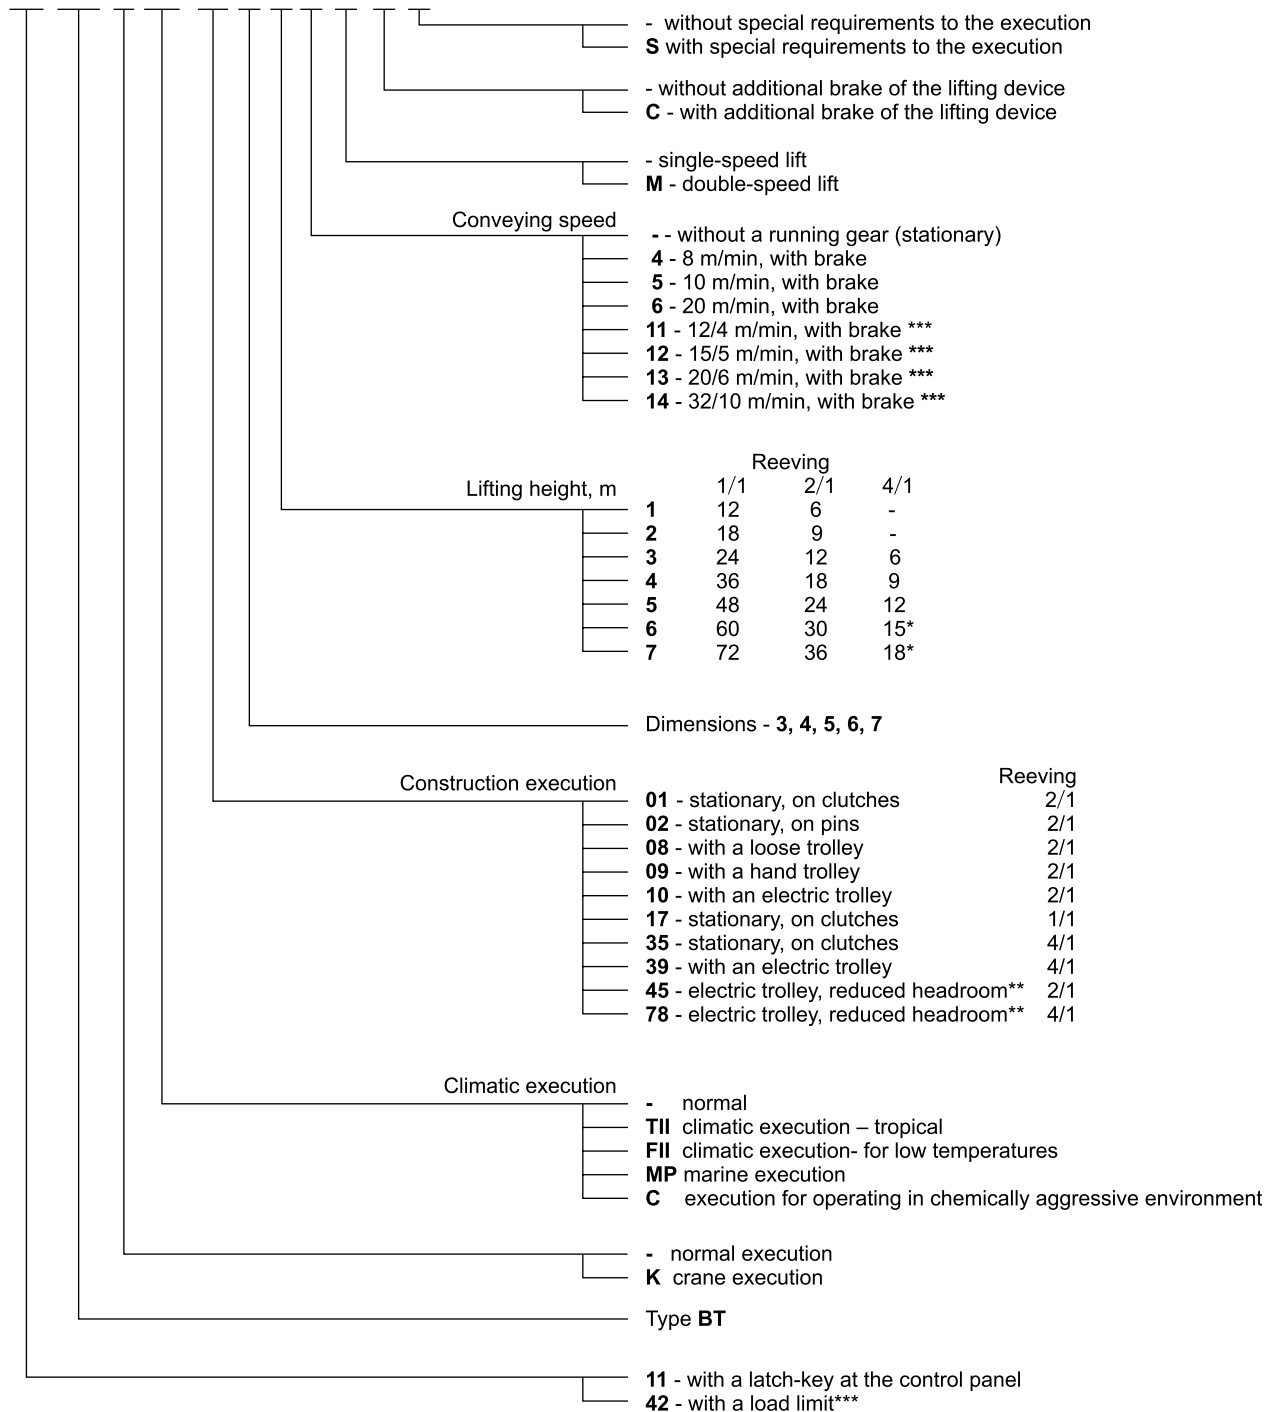 - without special requirements to the execution
S with special requirements to the execution
- without additional brake of the lifting device
C - with additional brake of the lifting device
- single-speed lift
M - double-speed lift
Conveying speed
- - without a running gear (stationary)
4 - 8 m/min, with brake
5 - 10 m/min, with brake
6 - 20 m/min, with brake
11 - 12/4 m/min, with brake ***
12 - 15/5 m/min, with brake ***
13 - 20/6 m/min, with brake ***
14 - 32/10 m/min, with brake ***
Reeving
Lifting height, m 1/1 2/1 4/1
1 12 6 -
2 18 9 -
3 24 12 6
4 36 18 9
5 48 24 12
6 60 30 15*
7 72 36 18*
Dimensions - 3, 4, 5, 6, 7
Construction execution Reeving
01 - stationary, on clutches 2/1
02 - stationary, on pins 2/1
08 - with a loose trolley 2/1
09 - with a hand trolley 2/1
10 - with an electric trolley 2/1
17 - stationary, on clutches 1/1
35 - stationary, on clutches 4/1
39 - with an electric trolley 4/1
45 - electric trolley, reduced headroom** 2/1
78 - electric trolley, reduced headroom** 4/1
Climatic execution
- normal
TII climatic execution – tropical
FII climatic execution- for low temperatures
MP marine execution
C execution for operating in chemically aggressive environment
- normal execution
K crane execution
Type BT
11 - with a latch-key at the control panel
42 - with a load limit***